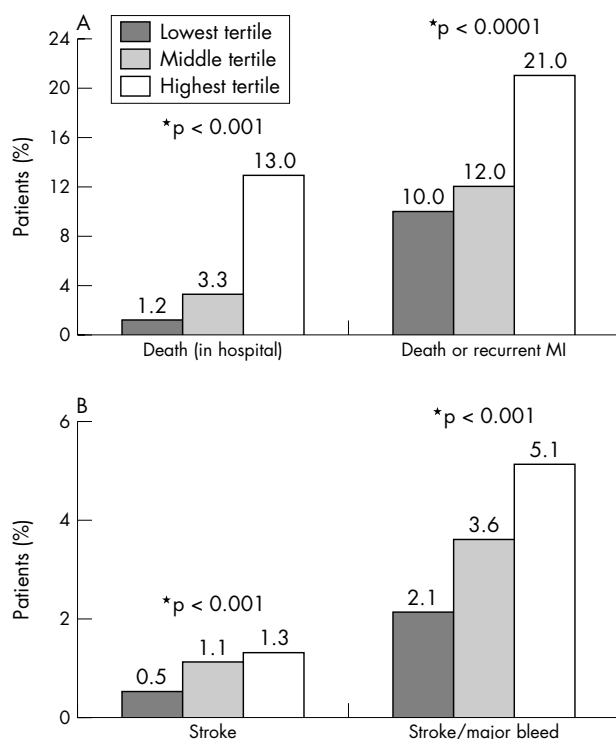 A
Lowest tertile
Middle tertile
Highest tertile
Patients (%)
24
20
16
12
8
4
0
*p < 0.001
*p < 0.0001
1.2
3.3
13.0
10.0
12.0
21.0
Death (in hospital)
Death or recurrent MI
B
Patients (%)
6
4
2
0
*p < 0.001
*p < 0.001
0.5
1.1
1.3
2.1
3.6
5.1
Stroke
Stroke/major bleed